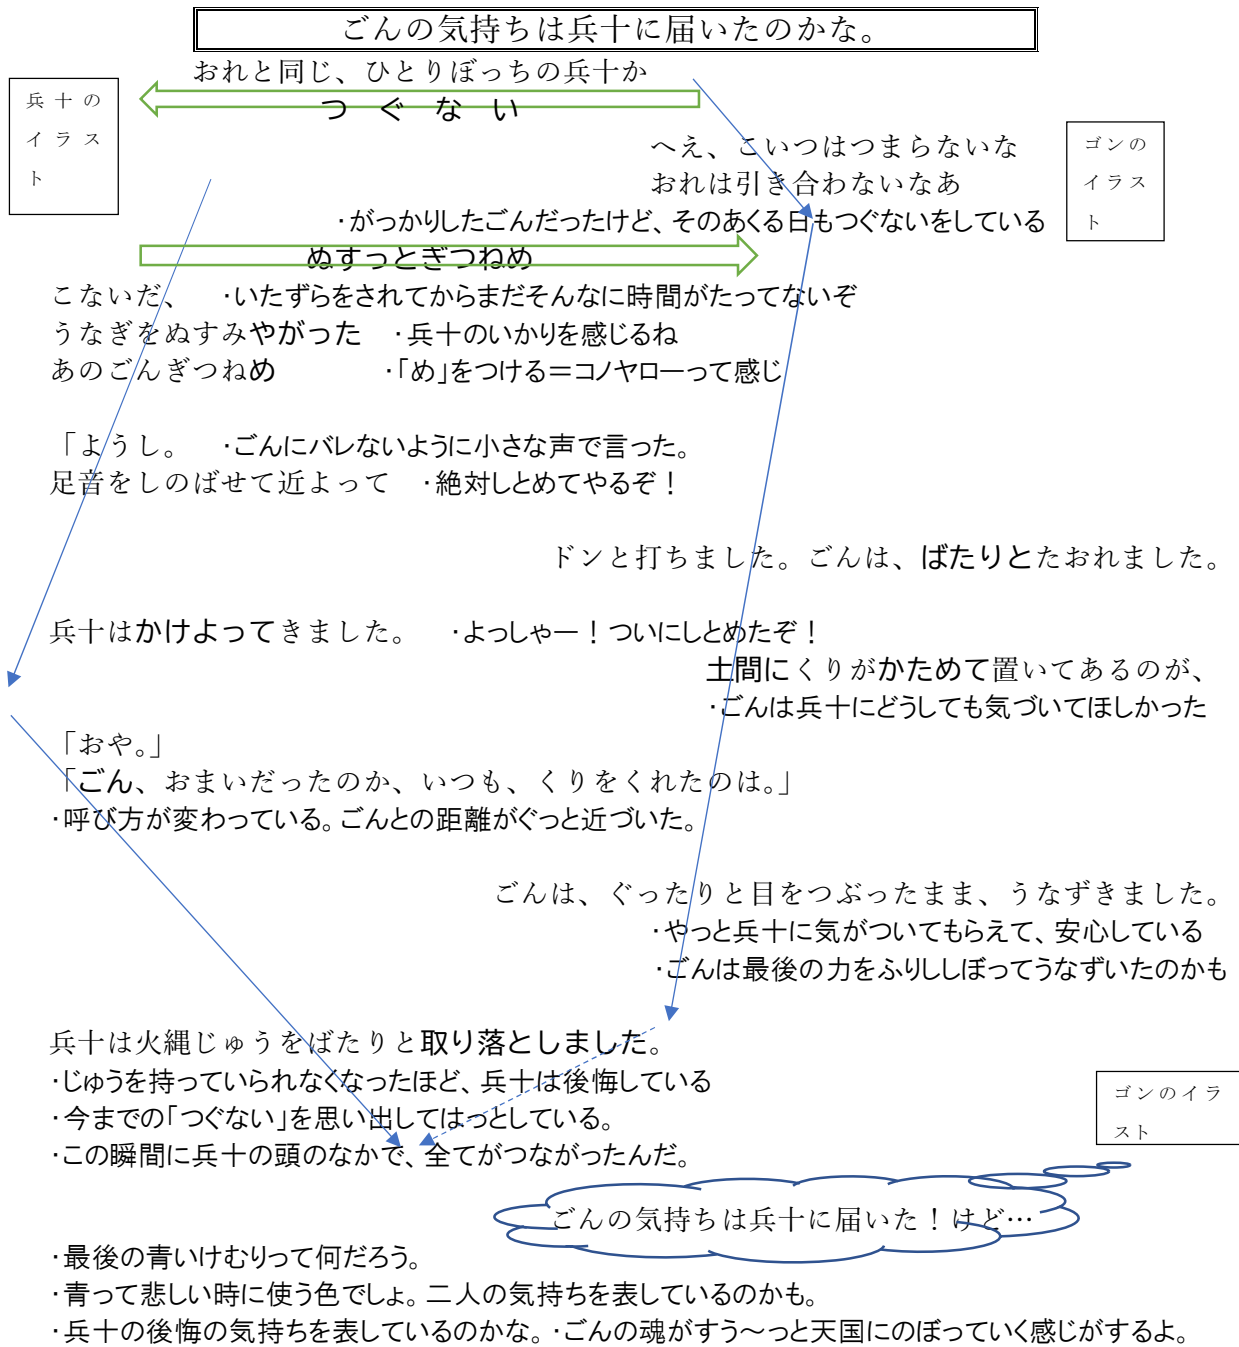 ごんの気持ちは兵十に届いたのかな。
おれと同じ、ひとりぼっちの兵十か
兵十の
イラス
ト
つ　ぐ　な　い
へえ、こいつはつまらないな
おれは引き合わないなあ
ゴンの
イラス
ト
・がっかりしたごんだったけど、そのあくる日もつぐないをしている
ぬすっとぎつねめ
こないだ、　・いたずらをされてからまだそんなに時間がたってないぞ
うなぎをぬすみやがった　・兵十のいかりを感じるね
あのごんぎつねめ　・「め」をつける＝コノヤローって感じ
「ようし。　・ごんにバレないように小さな声で言った。
足音をしのばせて近よって　・絶対しとめてやるぞ！
ドンと打ちました。ごんは、ばたりとたおれました。
兵十はかけよってきました。　・よっしゃー！ついにしとめたぞ！
土間にくりがかためて置いてあるのが、
・ごんは兵十にどうしても気づいてほしかった
「おや。」
「ごん、おまいだったのか、いつも、くりをくれたのは。」
・呼び方が変わっている。ごんとの距離がぐっと近づいた。
ごんは、ぐったりと目をつぶったまま、うなずきました。
・やっと兵十に気がついてもらえて、安心している
・ごんは最後の力をふりししぼってうなずいたのかも
兵十は火縄じゅうをばたりと取り落としました。
・じゅうを持っていられなくなったほど、兵十は後悔している
・今までの「つぐない」を思い出してはっとしている。
・この瞬間に兵十の頭のなかで、全てがつながったんだ。
ゴンのイラ
スト
ごんの気持ちは兵十に届いた！けど…
・最後の青いけむりって何だろう。
・青って悲しい時に使う色でしょ。二人の気持ちを表しているのかも。
・兵十の後悔の気持ちを表しているのかな。・ごんの魂がすう～っと天国にのぼっていく感じがするよ。